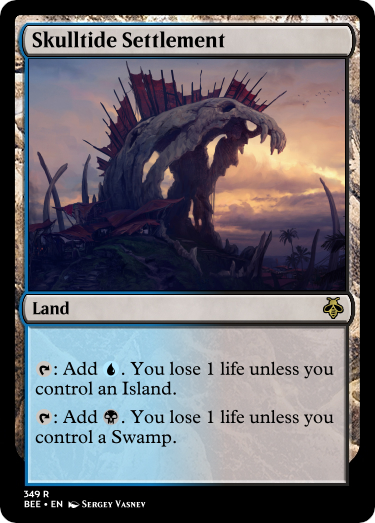 Skulltide Settlement
Land
: Add . You lose 1 life unless you
control an Island.
: Add . You lose 1 life unless you
control a Swamp.
349 R
BEE • EN Sergey Vasnev